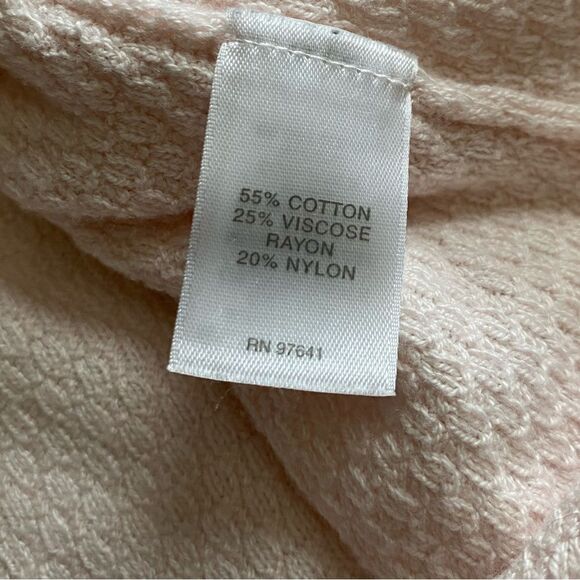 55% COTTON
25% VISCOSE
RAYON
20% NYLON
RN 97641